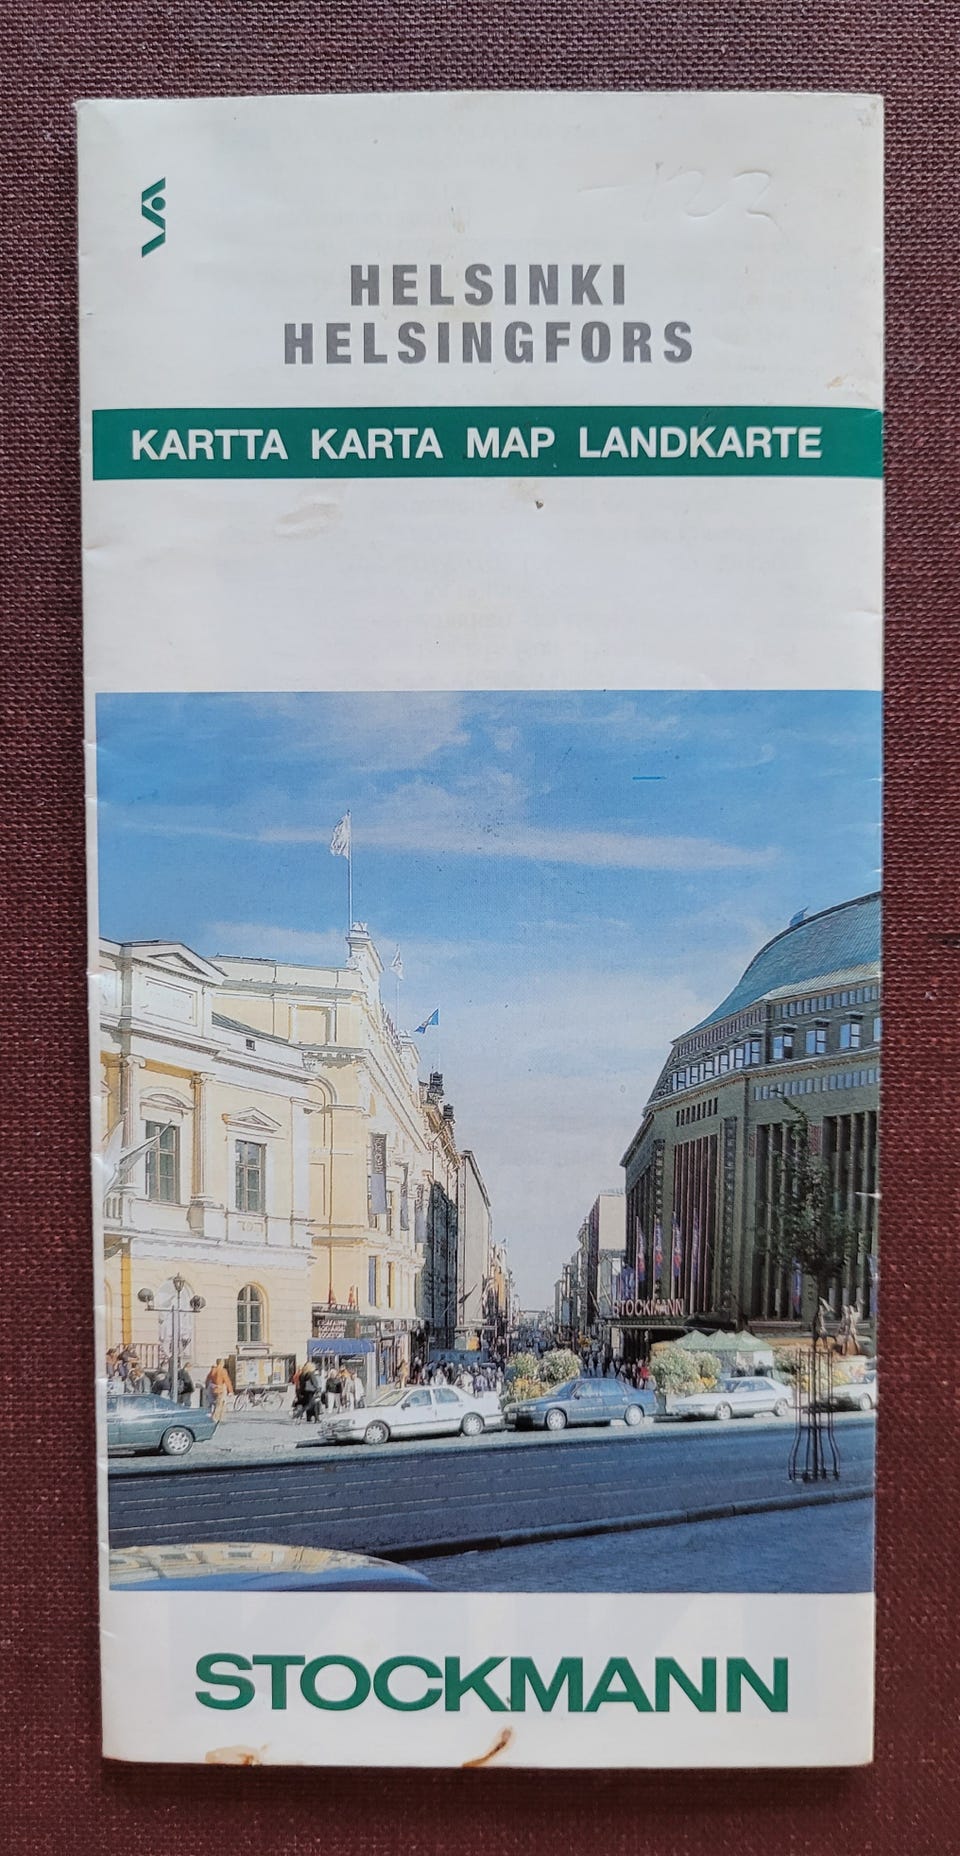 HELSINKI
HELSINGFORS
KARTTA KARTA MAP LANDKARTE
STOCKMANN
STOCKMANN